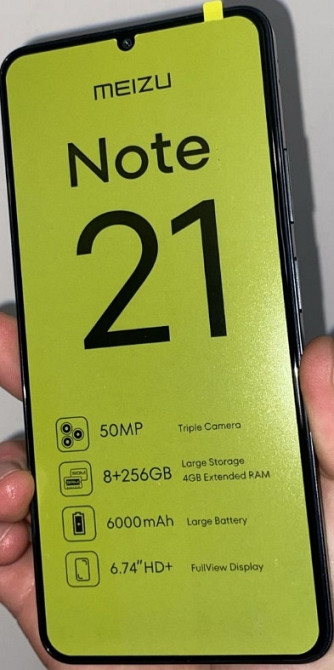 MEIZU
Note
21
50MP Triple Camera
8+256GB Large Storage
4GB Extended RAM
6000mAh Large Battery
6.74"HD+ FullView Display